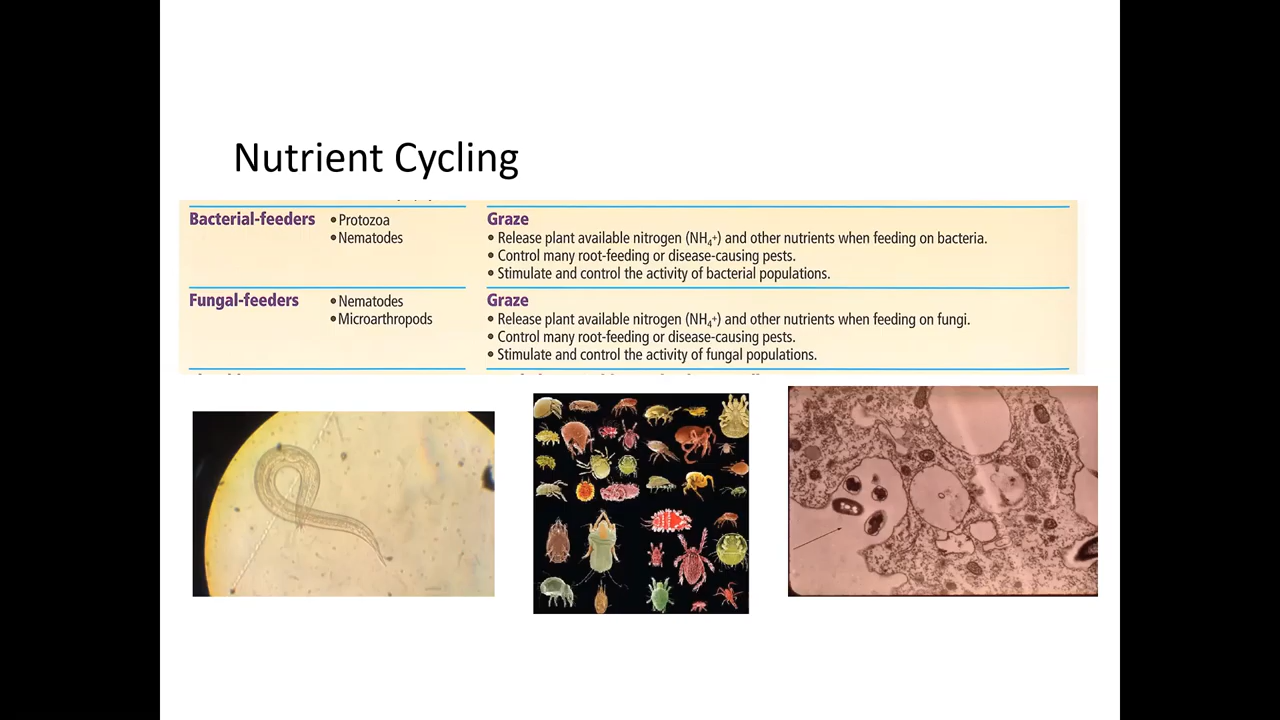 Nutrient Cycling
Bacterial-feeders • Protozoa
• Nematodes
Graze
• Release plant available nitrogen (NH₄⁺) and other nutrients when feeding on bacteria.
• Control many root-feeding or disease-causing pests.
• Stimulate and control the activity of bacterial populations.
Fungal-feeders • Nematodes
• Microarthropods
Graze
• Release plant available nitrogen (NH₄⁺) and other nutrients when feeding on fungi.
• Control many root-feeding or disease-causing pests.
• Stimulate and control the activity of fungal populations.